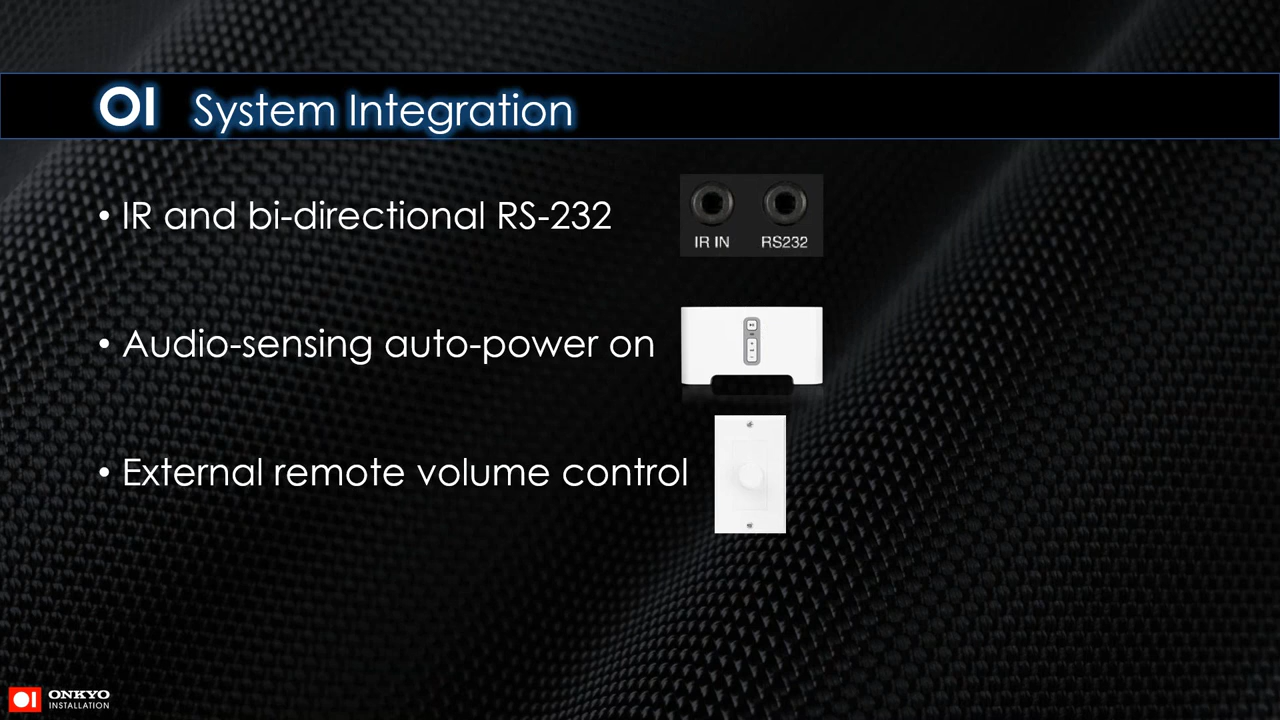 OI System Integration
• IR and bi-directional RS-232
IR IN RS232
• Audio-sensing auto-power on
• External remote volume control
OI ONKYO
INSTALLATION